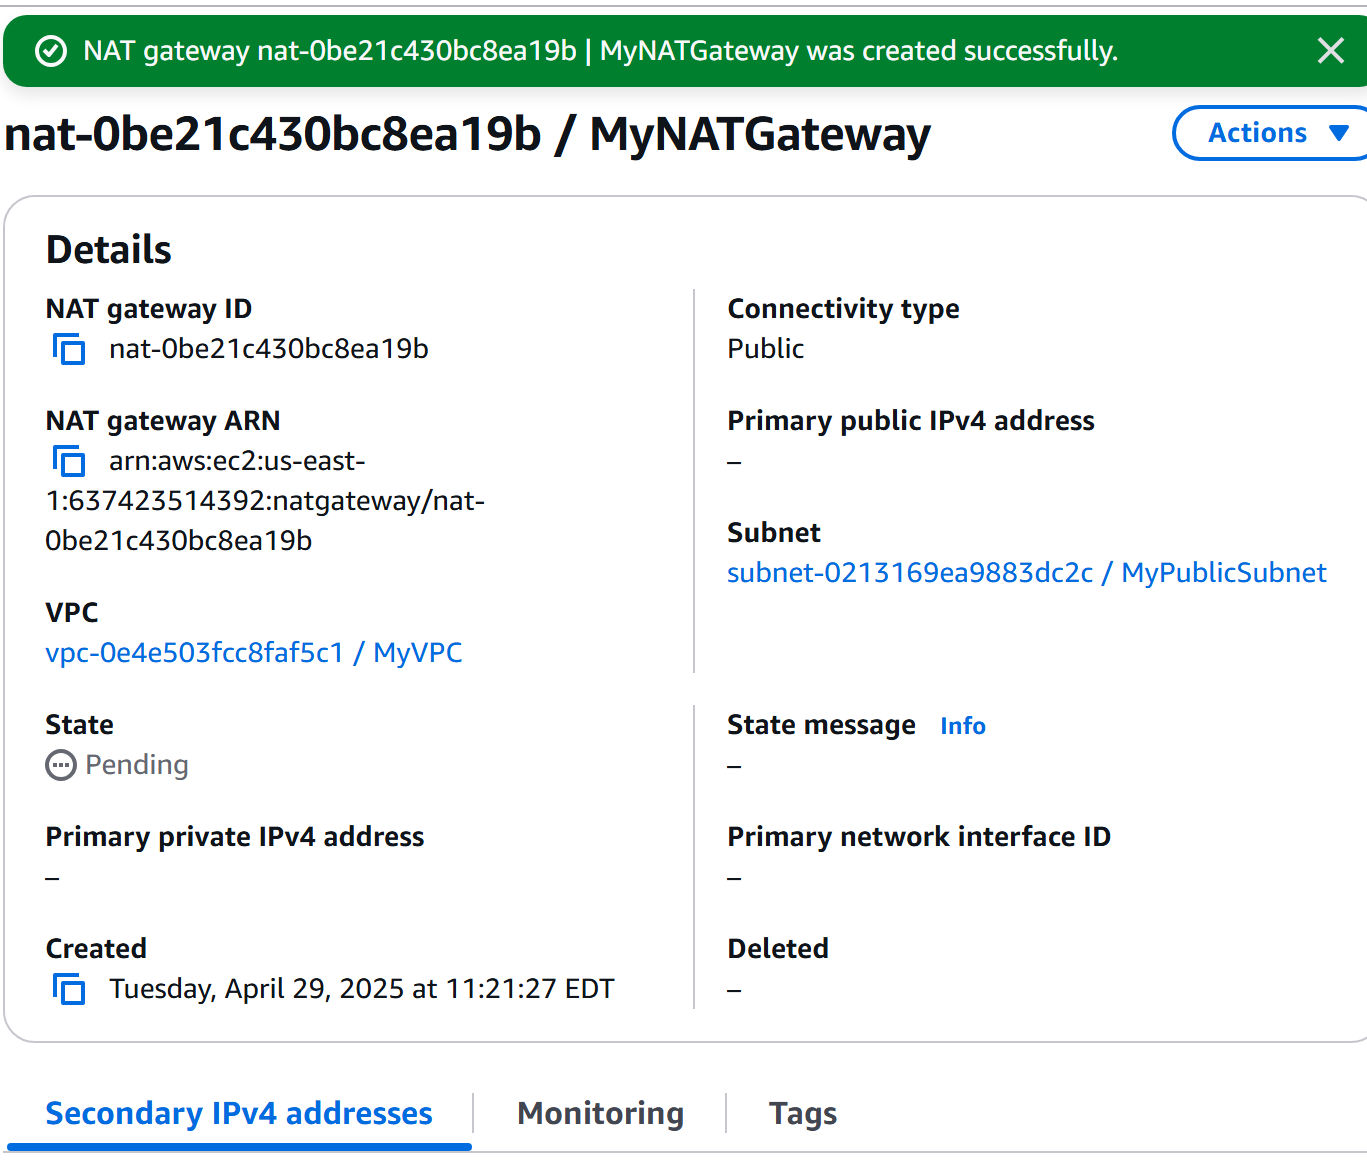 NAT gateway nat-0be21c430bc8ea19b | MyNATGateway was created successfully.
nat-0be21c430bc8ea19b / MyNATGateway
Actions
Details
NAT gateway ID
nat-0be21c430bc8ea19b
Connectivity type
Public
NAT gateway ARN
arn:aws:ec2:us-east-
1:637423514392:natgateway/nat-
0be21c430bc8ea19b
Primary public IPv4 address
–
Subnet
subnet-0213169ea9883dc2c / MyPublicSubnet
VPC
vpc-0e4e503fcc8faf5c1 / MyVPC
State
Pending
State message Info
–
Primary private IPv4 address
–
Primary network interface ID
–
Created
Tuesday, April 29, 2025 at 11:21:27 EDT
Deleted
–
Secondary IPv4 addresses
Monitoring
Tags